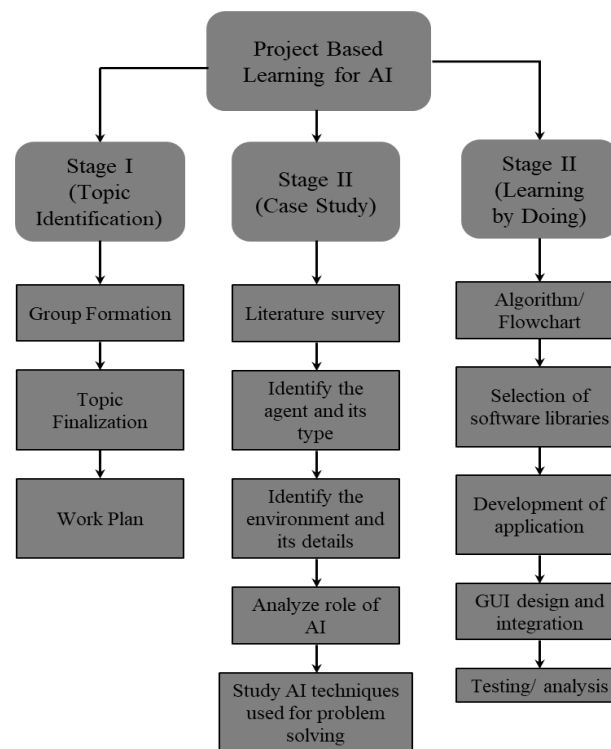 Project Based
Learning for AI
Stage I
(Topic
Identification)
Group Formation
Topic
Finalization
Work Plan
Stage II
(Case Study)
Literature survey
Identify the
agent and its
type
Identify the
environment and
its details
Analyze role of
AI
Study AI techniques
used for problem
solving
Stage II
(Learning
by Doing)
Algorithm/
Flowchart
Selection of
software libraries
Development of
application
GUI design and
integration
Testing/ analysis